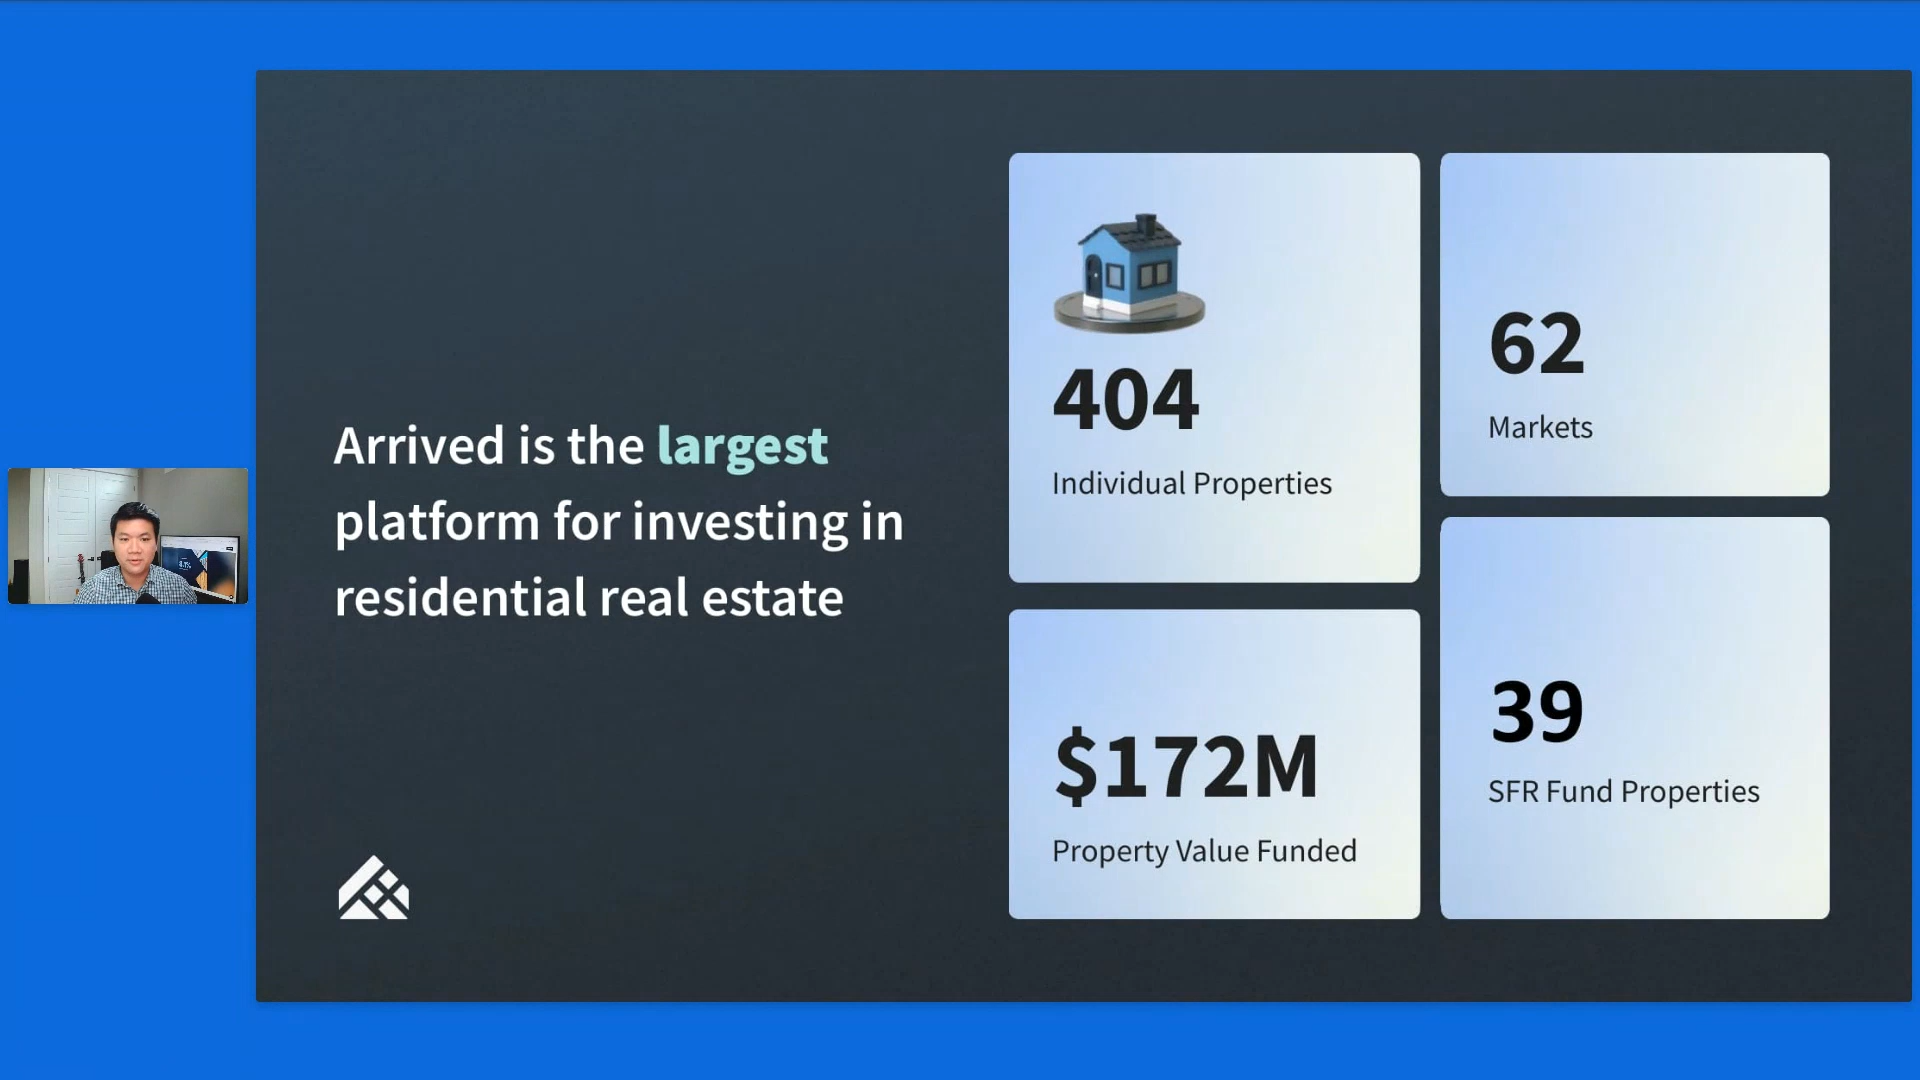 Arrived is the largest
platform for investing in
residential real estate
404
Individual Properties
62
Markets
$172M
Property Value Funded
39
SFR Fund Properties